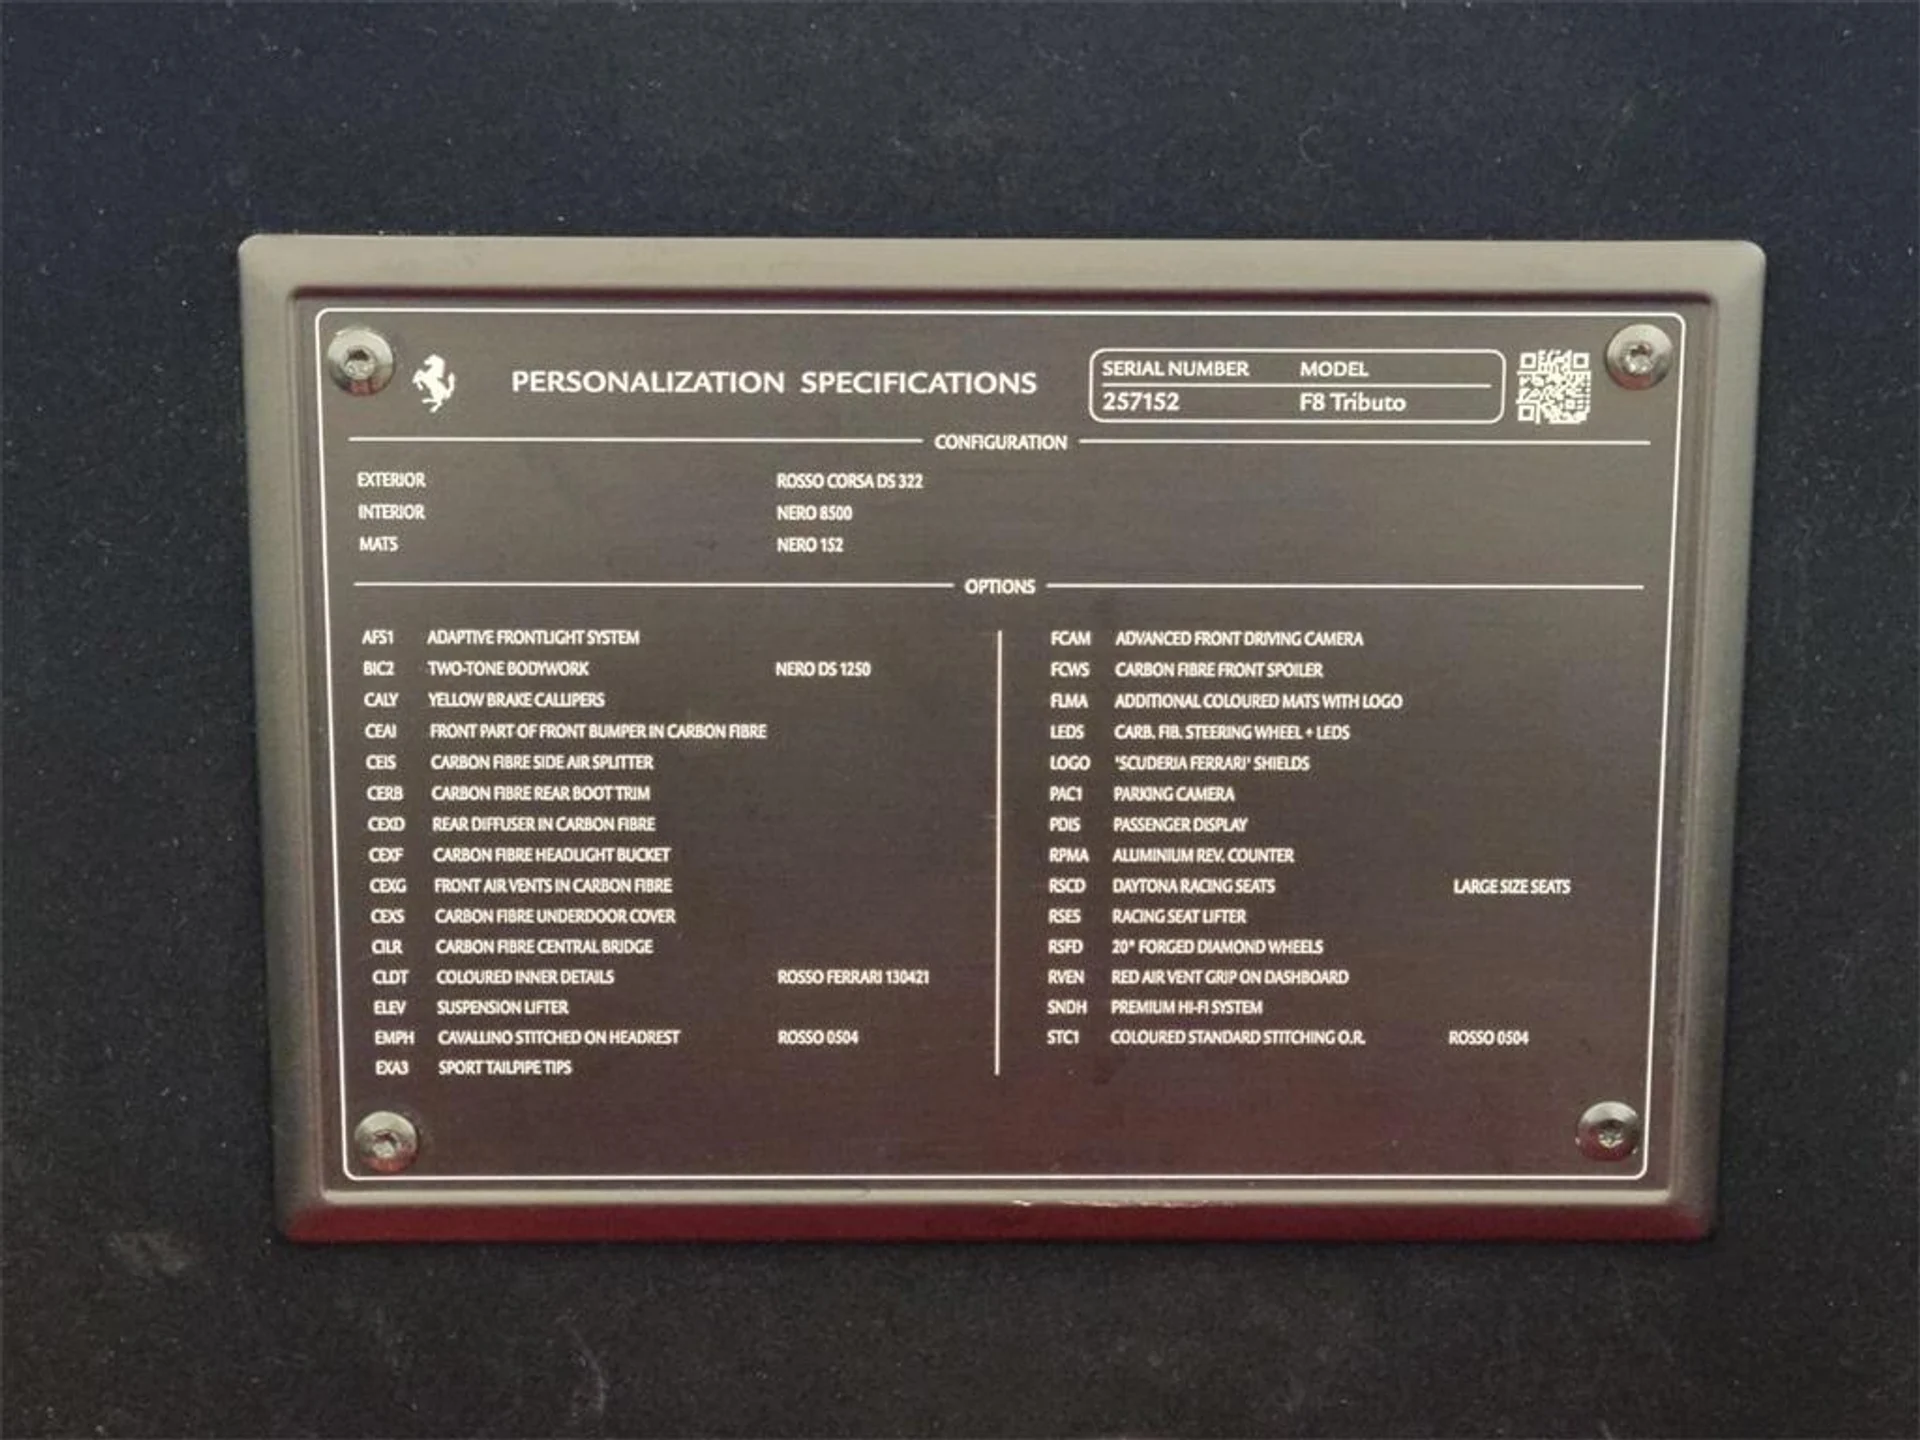 PERSONALIZATION SPECIFICATIONS
SERIAL NUMBER MODEL
257152 F8 Tributo
CONFIGURATION
EXTERIOR ROSSO CORSA DS 322
INTERIOR NERO 8500
MATS NERO 152
OPTIONS
AFS1 ADAPTIVE FRONTLIGHT SYSTEM
BIC2 TWO-TONE BODYWORK NERO DS 1250
CALY YELLOW BRAKE CALLIPERS
CEAI FRONT PART OF FRONT BUMPER IN CARBON FIBRE
CEIS CARBON FIBRE SIDE AIR SPLITTER
CERB CARBON FIBRE REAR BOOT TRIM
CEXD REAR DIFFUSER IN CARBON FIBRE
CEXF CARBON FIBRE HEADLIGHT BUCKET
CEXG FRONT AIR VENTS IN CARBON FIBRE
CEXS CARBON FIBRE UNDERDOOR COVER
CILR CARBON FIBRE CENTRAL BRIDGE
CLDT COLOURED INNER DETAILS ROSSO FERRARI 130421
ELEV SUSPENSION LIFTER
EMPH CAVALLINO STITCHED ON HEADREST ROSSO 0504
EXA3 SPORT TAILPIPE TIPS
FCAM ADVANCED FRONT DRIVING CAMERA
FCWS CARBON FIBRE FRONT SPOILER
FLMA ADDITIONAL COLOURED MATS WITH LOGO
LEDS CARB. FIB. STEERING WHEEL + LEDS
LOGO "SCUDERIA FERRARI" SHIELDS
PAC1 PARKING CAMERA
PDIS PASSENGER DISPLAY
RPMA ALUMINIUM REV. COUNTER
RSCD DAYTONA RACING SEATS LARGE SIZE SEATS
RSES RACING SEAT LIFTER
RSFD 20" FORGED DIAMOND WHEELS
RVEN RED AIR VENT GRIP ON DASHBOARD
SNDH PREMIUM HI-FI SYSTEM
STC1 COLOURED STANDARD STITCHING O.R. ROSSO 0504